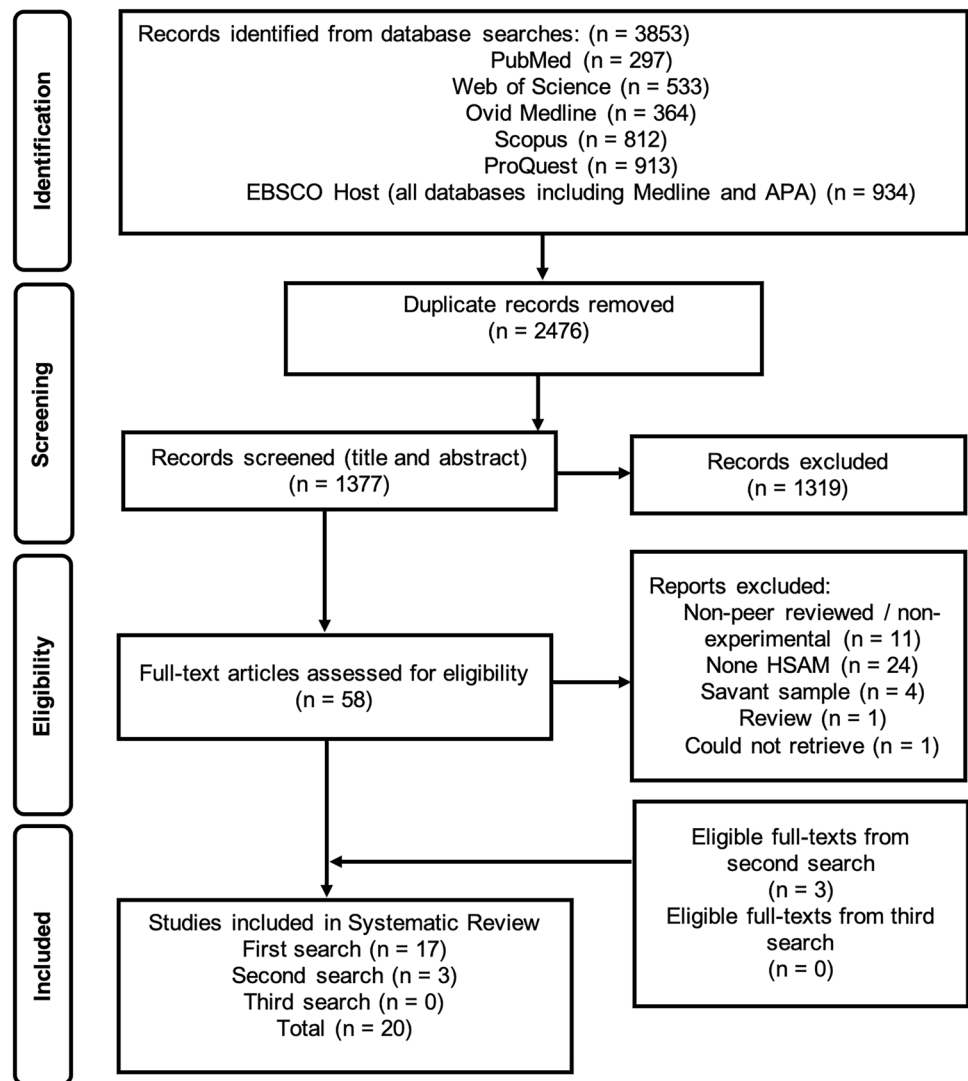 Identification
Records identified from database searches: (n = 3853)
PubMed (n = 297)
Web of Science (n = 533)
Ovid Medline (n = 364)
Scopus (n = 812)
ProQuest (n = 913)
EBSCO Host (all databases including Medline and APA) (n = 934)
Screening
Duplicate records removed
(n = 2476)
Records screened (title and abstract)
(n = 1377)
Records excluded
(n = 1319)
Eligibility
Full-text articles assessed for eligibility
(n = 58)
Reports excluded:
Non-peer reviewed / non-
experimental (n = 11)
None HSAM (n = 24)
Savant sample (n = 4)
Review (n = 1)
Could not retrieve (n = 1)
Included
Eligible full-texts from
second search
(n = 3)
Eligible full-texts from third
search
(n = 0)
Studies included in Systematic Review
First search (n = 17)
Second search (n = 3)
Third search (n = 0)
Total (n = 20)